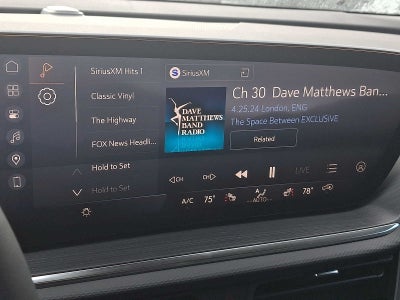 SiriusXM Hits 1
Classic Vinyl
The Highway
FOX News Headli...
Hold to Set
Hold to Set
SiriusXM
DAVE
MATTHEWS
BAND
RADIO
Ch 30 Dave Matthews Ban...
4.25.24 London, ENG
The Space Between EXCLUSIVE
Related
CH
CH
LIVE
A/C
75°
AUTO
78°